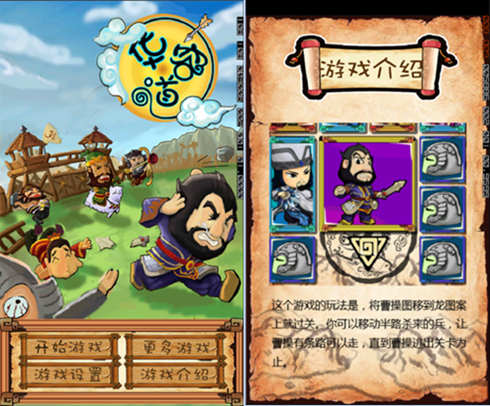 华容道
开始游戏 更多游戏
游戏设置 游戏介绍
游戏介绍
这个游戏的玩法是，将曹操图移到龙图案
上就过关，你可以移动半路杀来的兵，让
曹操有条路可以走，直到曹操逃出关卡为
止。